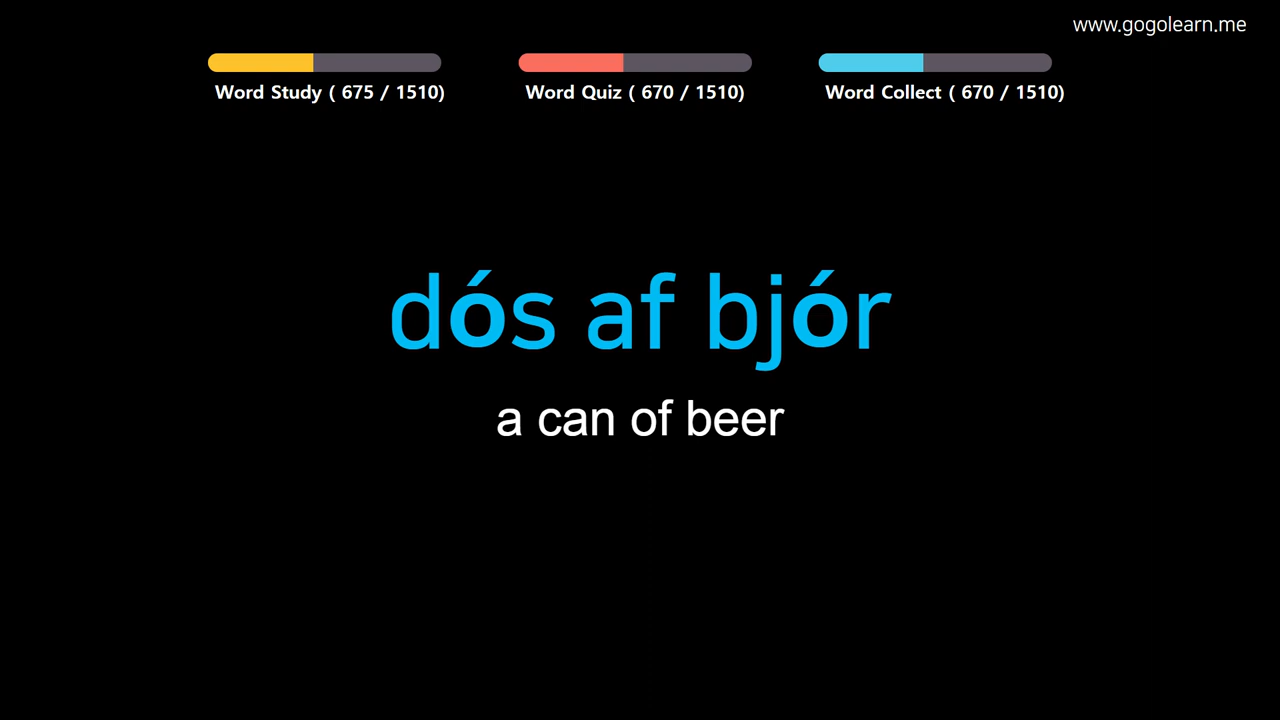 www.gogolearn.me
Word Study ( 675 / 1510)
Word Quiz ( 670 / 1510)
Word Collect ( 670 / 1510)
dós af bjór
a can of beer